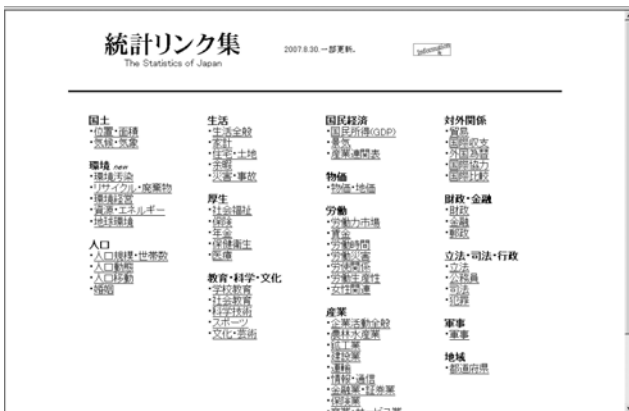 統計リンク集
The Statistics of Japan
2007.8.30.一部更新。
Information
国土
・位置・面積
・気候・気象
環境 new
・環境汚染
・リサイクル・廃棄物
・環境経営
・資源・エネルギー
・地球環境
人口
・人口規模・世帯数
・人口動態
・人口移動
・婚姻
生活
・生活全般
・家計
・住宅・土地
・余暇
・災害・事故
厚生
・社会福祉
・保険
・年金
・保健衛生
・医療
教育・科学・文化
・学校教育
・社会教育
・科学技術
・スポーツ
・文化・芸術
国民経済
・国民所得(GDP)
・景気
・産業連関表
物価
・物価・地価
労働
・労働力市場
・賃金
・労働時間
・労働災害
・労使関係
・労働生産性
・女性関連
産業
・企業活動全般
・農林水産業
・鉱工業
・建設業
・運輸
・情報・通信
・金融業・証券業
・保険業
対外関係
・貿易
・国際収支
・外国為替
・国際協力
・国際比較
財政・金融
・財政
・金融
・郵政
立法・司法・行政
・立法
・公務員
・司法
・犯罪
軍事
・軍事
地域
・都道府県